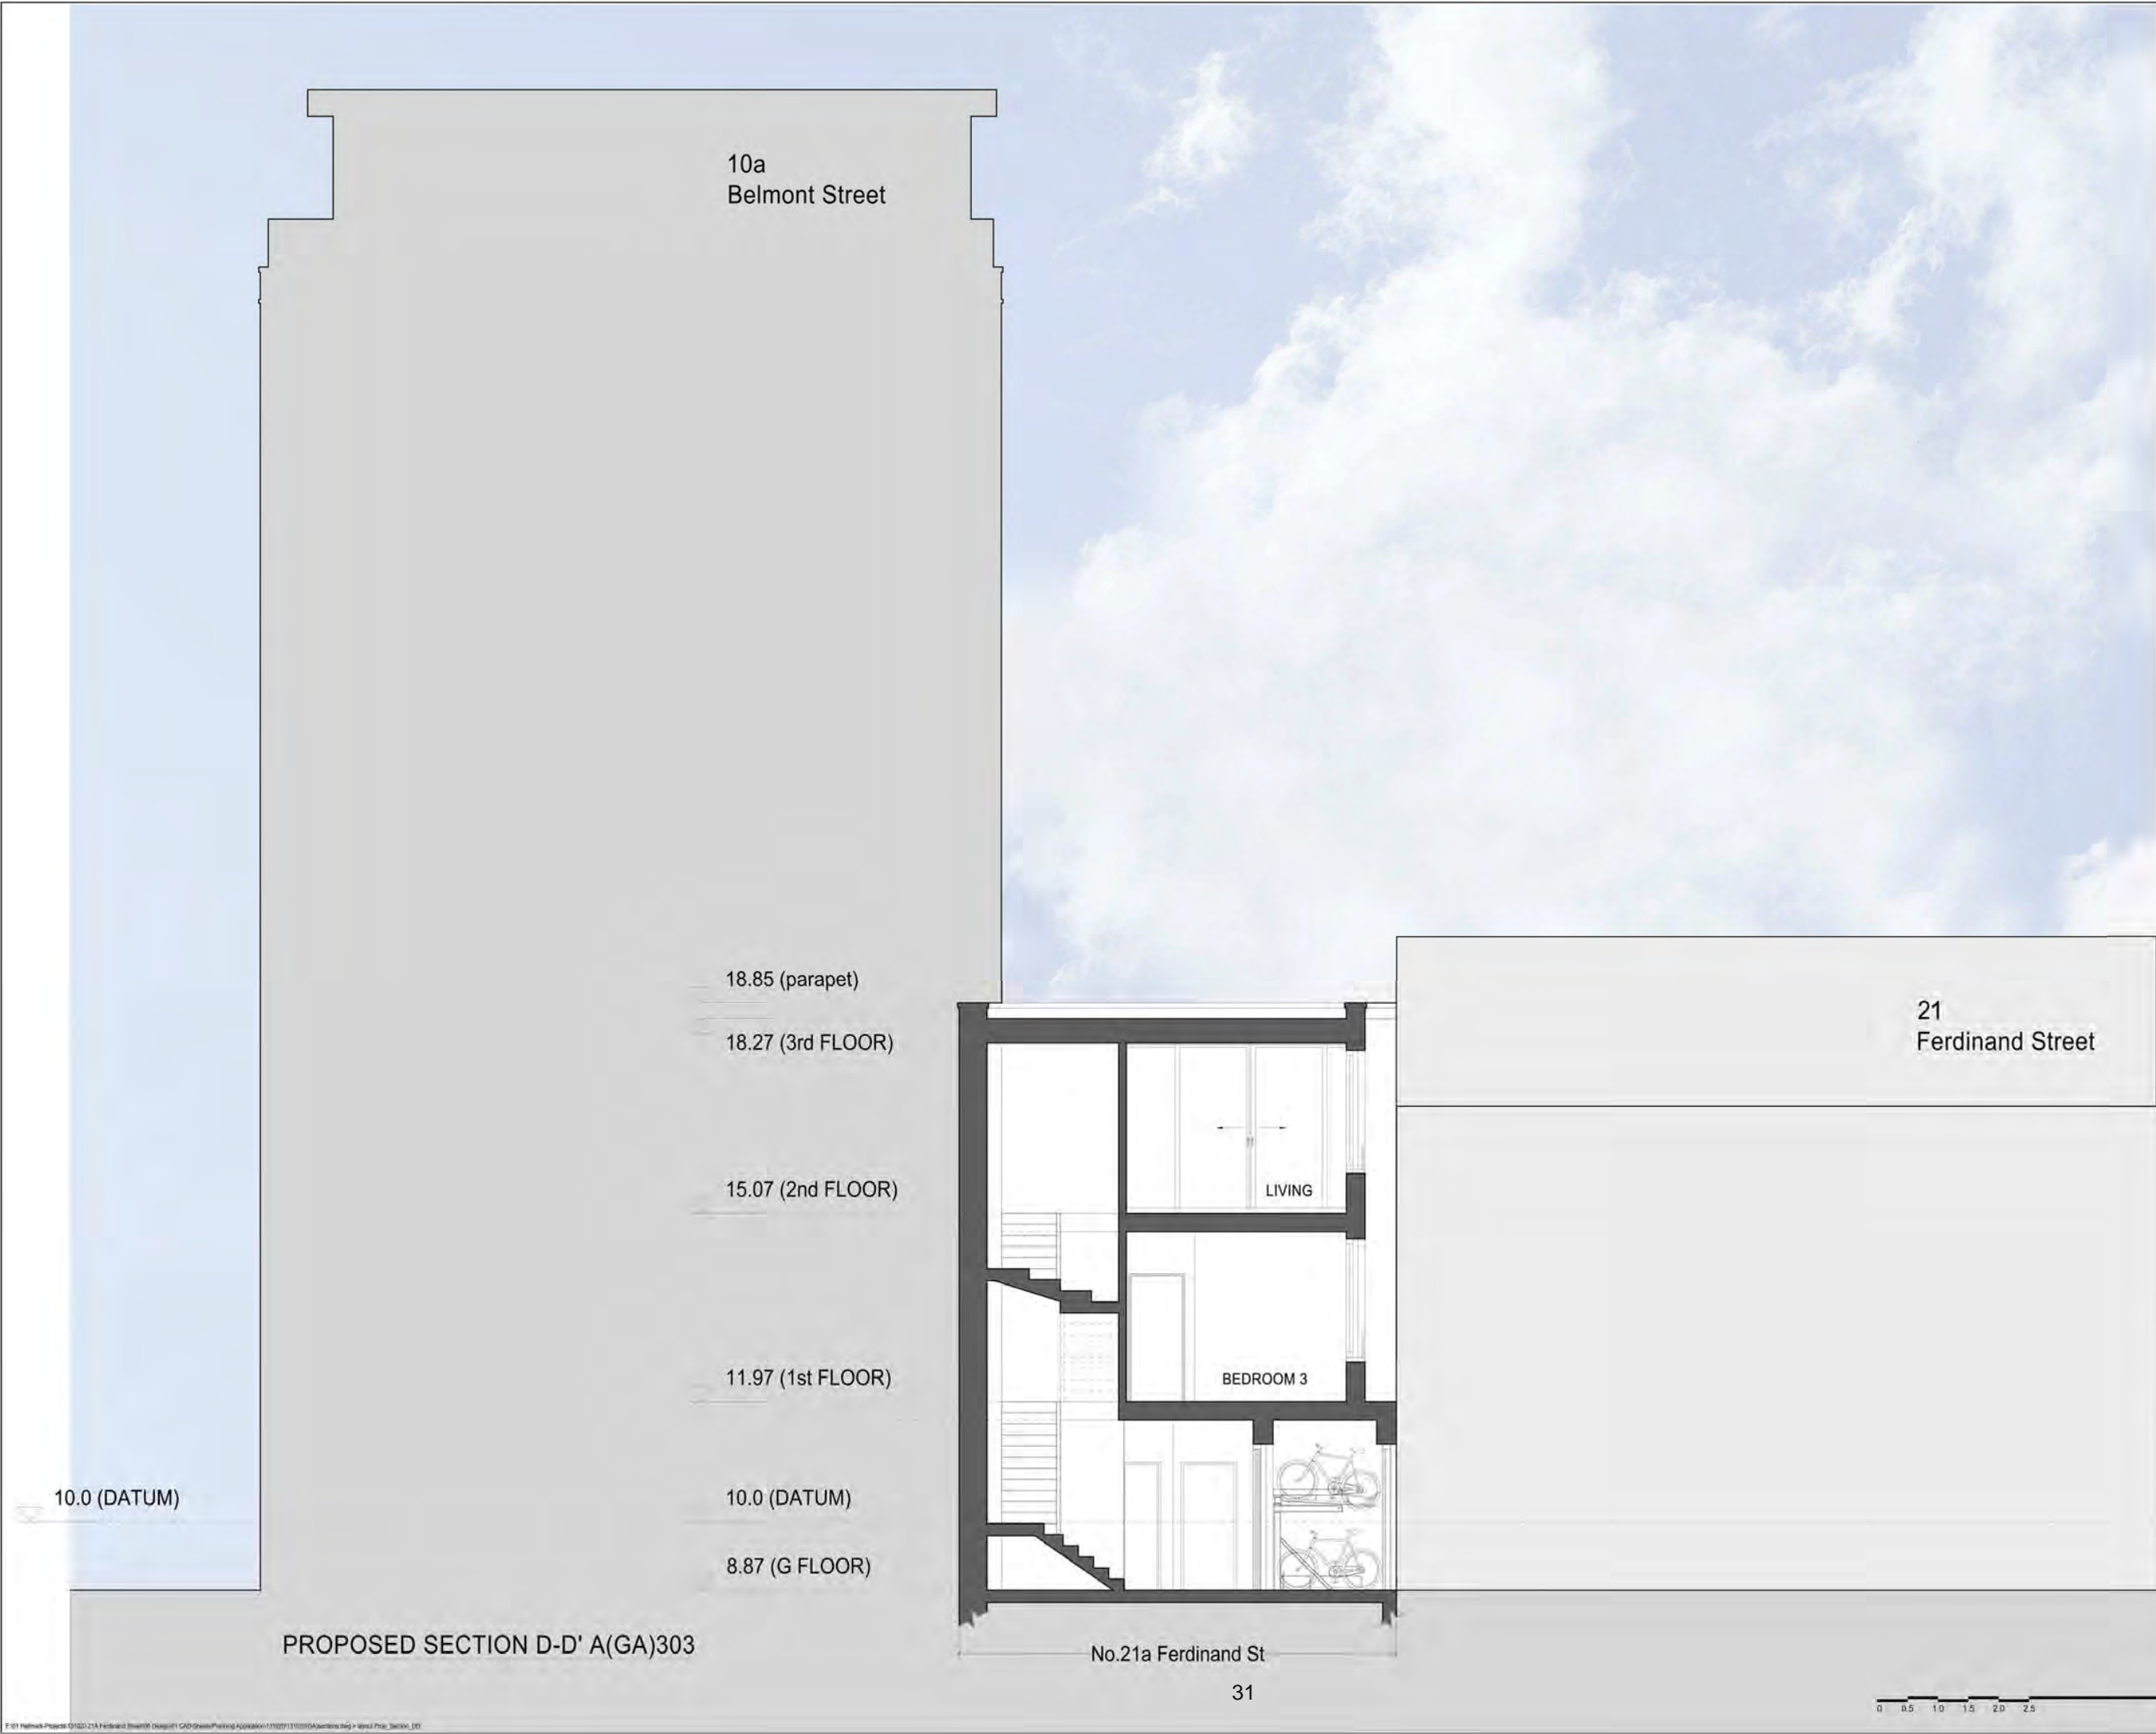 10a
Belmont Street
18.85 (parapet)
18.27 (3rd FLOOR)
21
Ferdinand Street
15.07 (2nd FLOOR)
LIVING
11.97 (1st FLOOR)
BEDROOM 3
10.0 (DATUM)
10.0 (DATUM)
8.87 (G FLOOR)
PROPOSED SECTION D-D' A(GA)303
No.21a Ferdinand St
31
0 0.5 1.0 1.5 2.0 2.5